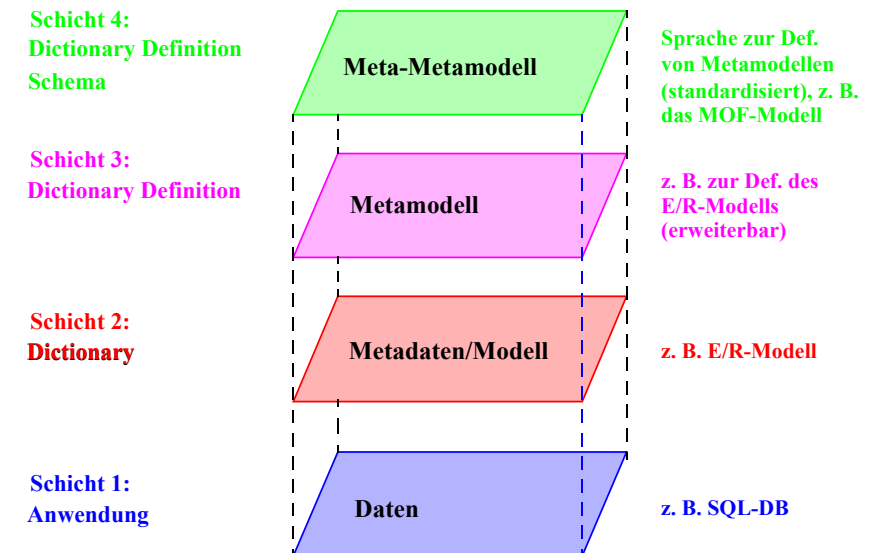 Schicht 4:
Dictionary Definition
Schema
Meta-Metamodell
Sprache zur Def.
von Metamodellen
(standardisiert), z. B.
das MOF-Modell
Schicht 3:
Dictionary Definition
Metamodell
z. B. zur Def. des
E/R-Modells
(erweiterbar)
Schicht 2:
Dictionary
Metadaten/Modell
z. B. E/R-Modell
Schicht 1:
Anwendung
Daten
z. B. SQL-DB